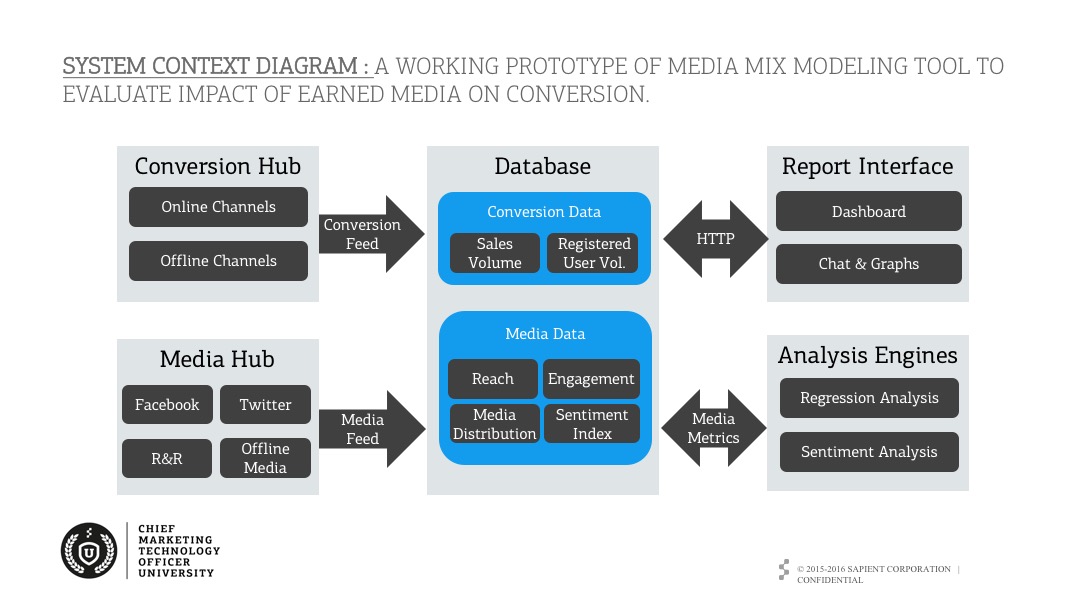 SYSTEM CONTEXT DIAGRAM : A WORKING PROTOTYPE OF MEDIA MIX MODELING TOOL TO
EVALUATE IMPACT OF EARNED MEDIA ON CONVERSION.
Conversion Hub
Online Channels
Offline Channels
Conversion
Feed
Database
Conversion Data
Sales
Volume
Registered
User Vol.
HTTP
Report Interface
Dashboard
Chat & Graphs
Media Hub
Facebook
Twitter
R&R
Offline
Media
Media
Feed
Media Data
Reach
Engagement
Media
Distribution
Sentiment
Index
Media
Metrics
Analysis Engines
Regression Analysis
Sentiment Analysis
U
CHIEF
MARKETING
TECHNOLOGY
OFFICER
UNIVERSITY
© 2015-2016 SAPIENT CORPORATION |
CONFIDENTIAL